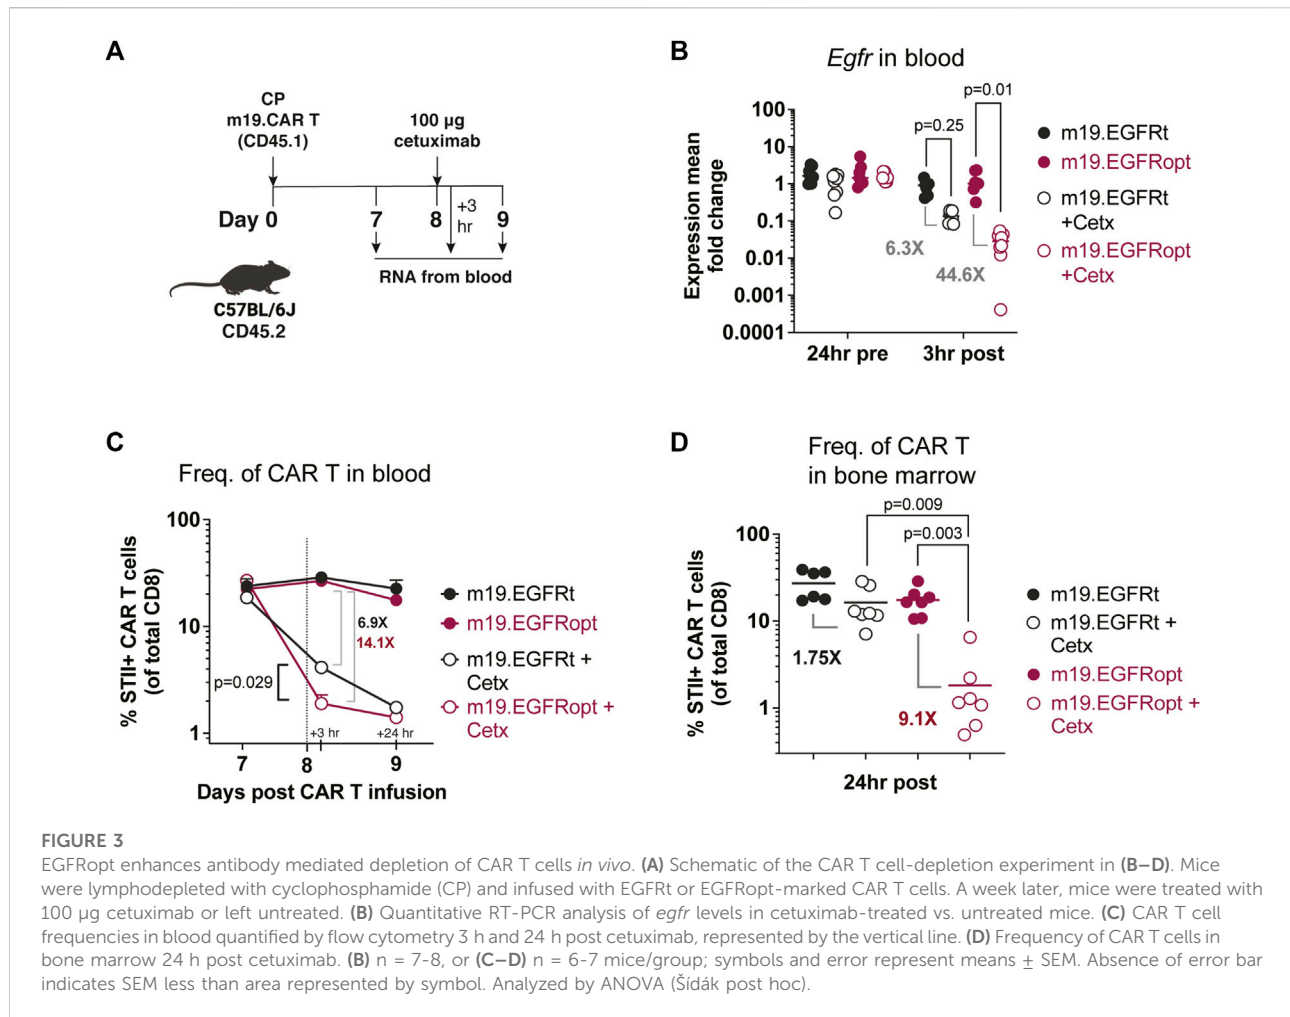 A
CP
m19.CAR T
(CD45.1)
100 µg
cetuximab
Day 0
7
8
+3
hr
9
RNA from blood
C57BL/6J
CD45.2
B
Egfr in blood
Expression mean
fold change
100
10
1
0.1
0.01
0.001
0.0001
p=0.25
p=0.01
6.3X
44.6X
24hr pre
3hr post
m19.EGFRt
m19.EGFRopt
m19.EGFRt
+Cetx
m19.EGFRopt
+Cetx
C
Freq. of CAR T in blood
% STII+ CAR T cells
(of total CD8)
100
10
1
6.9X
14.1X
p=0.029
+3 hr
+24 hr
7
8
9
Days post CAR T infusion
m19.EGFRt
m19.EGFRopt
m19.EGFRt +
Cetx
m19.EGFRopt +
Cetx
D
Freq. of CAR T
in bone marrow
% STII+ CAR T cells
(of total CD8)
100
10
1
p=0.009
p=0.003
1.75X
9.1X
24hr post
m19.EGFRt
m19.EGFRt +
Cetx
m19.EGFRopt
m19.EGFRopt +
Cetx
FIGURE 3
EGFRopt enhances antibody mediated depletion of CAR T cells in vivo. (A) Schematic of the CAR T cell-depletion experiment in (B–D). Mice
were lymphodepleted with cyclophosphamide (CP) and infused with EGFRt or EGFRopt-marked CAR T cells. A week later, mice were treated with
100 µg cetuximab or left untreated. (B) Quantitative RT-PCR analysis of egfr levels in cetuximab-treated vs. untreated mice. (C) CAR T cell
frequencies in blood quantified by flow cytometry 3 h and 24 h post cetuximab, represented by the vertical line. (D) Frequency of CAR T cells in
bone marrow 24 h post cetuximab. (B) n = 7-8, or (C–D) n = 6-7 mice/group; symbols and error represent means ± SEM. Absence of error bar
indicates SEM less than area represented by symbol. Analyzed by ANOVA (Šídák post hoc).